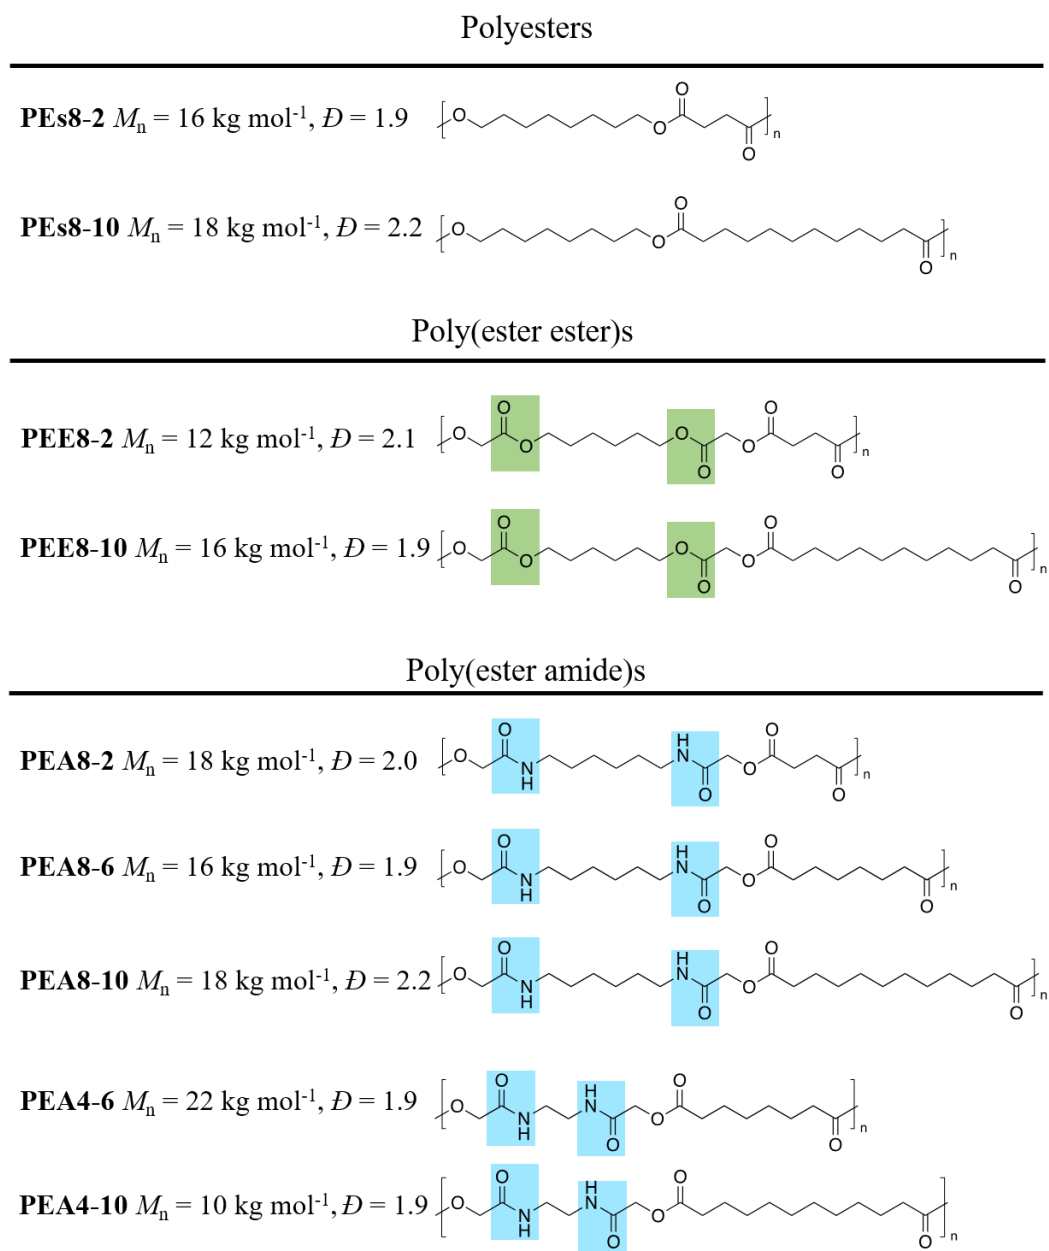 Polyesters
PEs8-2 Mn = 16 kg mol-1, Đ = 1.9
O
O
O
O
n
PEs8-10 Mn = 18 kg mol-1, Đ = 2.2
O
O
O
O
n
Poly(ester ester)s
PEE8-2 Mn = 12 kg mol-1, Đ = 2.1
O
O
O
O
O
O
O
O
n
PEE8-10 Mn = 16 kg mol-1, Đ = 1.9
O
O
O
O
O
O
O
O
n
Poly(ester amide)s
PEA8-2 Mn = 18 kg mol-1, Đ = 2.0
O
O
N
H
H
N
O
O
O
O
n
PEA8-6 Mn = 16 kg mol-1, Đ = 1.9
O
O
N
H
H
N
O
O
O
O
n
PEA8-10 Mn = 18 kg mol-1, Đ = 2.2
O
O
N
H
H
N
O
O
O
O
n
PEA4-6 Mn = 22 kg mol-1, Đ = 1.9
O
O
N
H
H
N
O
O
O
O
n
PEA4-10 Mn = 10 kg mol-1, Đ = 1.9
O
O
N
H
H
N
O
O
O
O
n